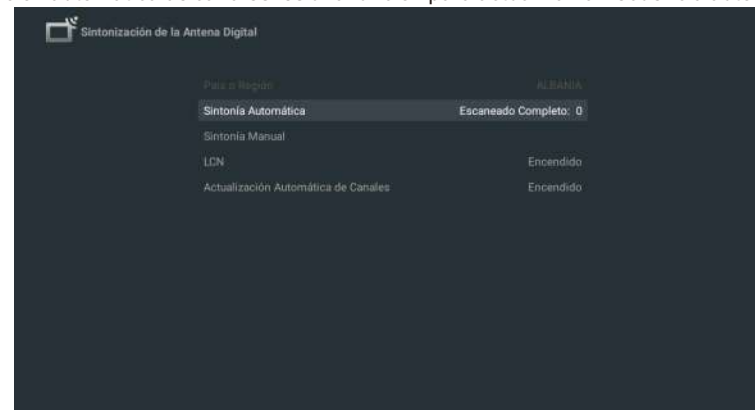 Sintonización de la Antena Digital
País o Región ALBANIA
Sintonía Automática Escaneado Completo: 0
Sintonía Manual
LCN Encendido
Actualización Automática de Canales Encendido